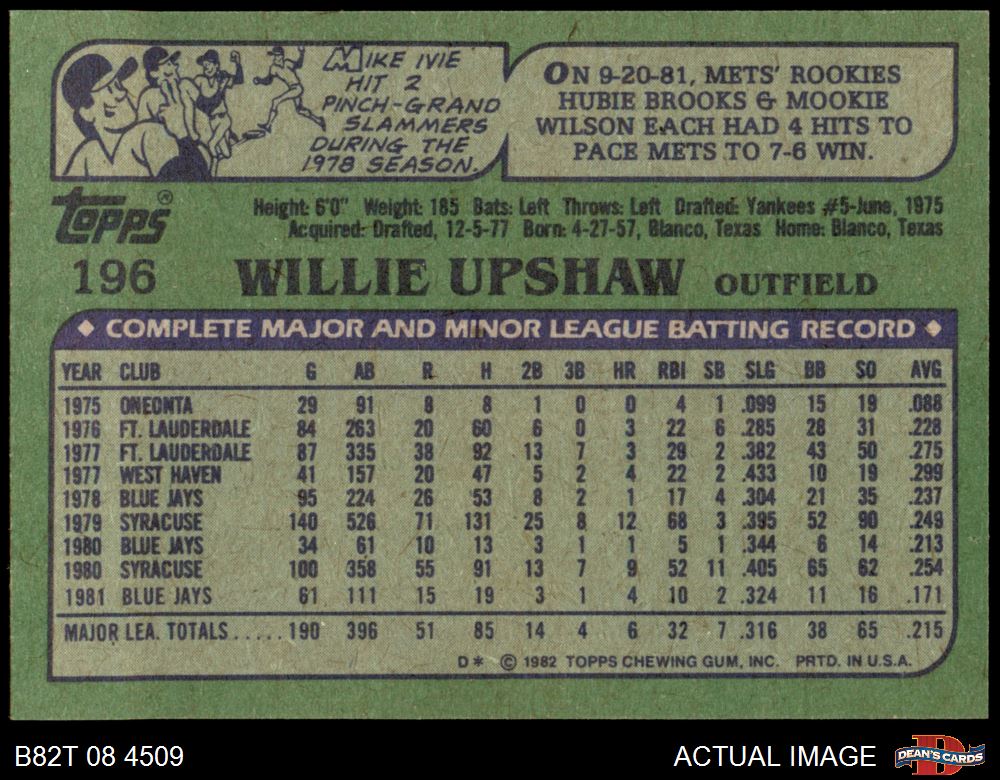 MIKE IVIE
HIT 2
PINCH-GRAND
SLAMMERS
DURING THE
1978 SEASON.
ON 9-20-81, METS' ROOKIES
HUBIE BROOKS & MOOKIE
WILSON EACH HAD 4 HITS TO
PACE METS TO 7-6 WIN.
TOPPS®
Height: 6'0" Weight: 185 Bats: Left Throws: Left Drafted: Yankees #5-June, 1975
Acquired: Drafted, 12-5-77 Born: 4-27-57, Blanco, Texas Home: Blanco, Texas
196 WILLIE UPSHAW OUTFIELD
◆ COMPLETE MAJOR AND MINOR LEAGUE BATTING RECORD ◆
YEAR CLUB G AB R H 2B 3B HR RBI SB SLG BB SO AVG
1975 ONEONTA 29 91 8 8 1 0 0 4 1 .099 15 19 .088
1976 FT. LAUDERDALE 84 263 20 60 6 0 3 22 6 .285 28 31 .228
1977 FT. LAUDERDALE 87 335 38 92 13 7 3 29 2 .382 43 50 .275
1977 WEST HAVEN 41 157 20 47 5 2 4 22 2 .433 10 19 .299
1978 BLUE JAYS 95 224 26 53 8 2 1 17 4 .304 21 35 .237
1979 SYRACUSE 140 526 71 131 25 8 12 68 3 .395 52 90 .249
1980 BLUE JAYS 34 61 10 13 3 1 1 5 1 .344 6 14 .213
1980 SYRACUSE 100 358 55 91 13 7 9 52 11 .405 65 62 .254
1981 BLUE JAYS 61 111 15 19 3 1 4 10 2 .324 11 16 .171
MAJOR LEA. TOTALS.....190 396 51 85 14 4 6 32 7 .316 38 65 .215
D* © 1982 TOPPS CHEWING GUM, INC. PRTD. IN U.S.A.
B82T 08 4509 ACTUAL IMAGE D DEAN'S CARDS